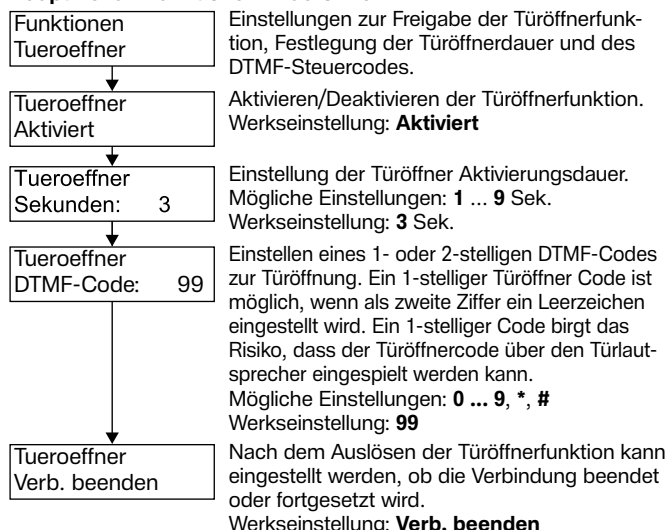 Funktionen
Tueroeffner
Einstellungen zur Freigabe der Türöffnerfunk-
tion, Festlegung der Türöffnerdauer und des
DTMF-Steuercodes.
Tueroeffner
Aktiviert
Aktivieren/Deaktivieren der Türöffnerfunktion.
Werkseinstellung: Aktiviert
Tueroeffner
Sekunden: 3
Einstellung der Türöffner Aktivierungsdauer.
Mögliche Einstellungen: 1 ... 9 Sek.
Werkseinstellung: 3 Sek.
Tueroeffner
DTMF-Code: 99
Einstellen eines 1- oder 2-stelligen DTMF-Codes
zur Türöffnung. Ein 1-stelliger Türöffner Code ist
möglich, wenn als zweite Ziffer ein Leerzeichen
eingestellt wird. Ein 1-stelliger Code birgt das
Risiko, dass der Türöffnercode über den Türlaut-
sprecher eingespielt werden kann.
Mögliche Einstellungen: 0 ... 9, *, #
Werkseinstellung: 99
Tueroeffner
Verb. beenden
Nach dem Auslösen der Türöffnerfunktion kann
eingestellt werden, ob die Verbindung beendet
oder fortgesetzt wird.
Werkseinstellung: Verb. beenden